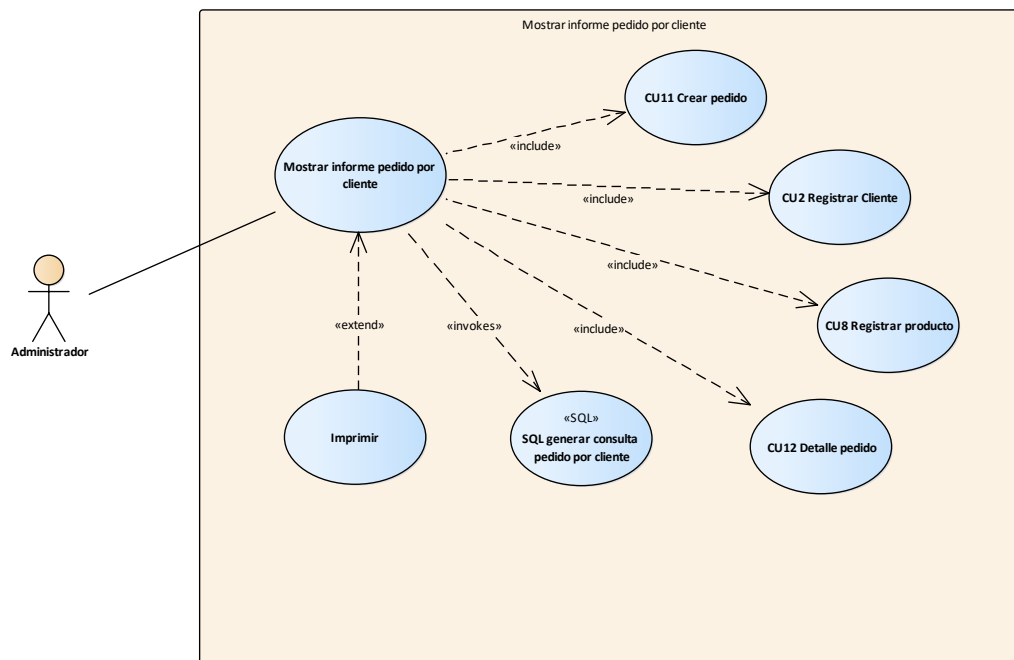 Mostrar informe pedido por cliente
CU11 Crear pedido
«include»
Mostrar informe pedido por
cliente
«include»
CU2 Registrar Cliente
«include»
CU8 Registrar producto
«extend»
«invokes»
«include»
Administrador
Imprimir
«SQL»
SQL generar consulta
pedido por cliente
CU12 Detalle pedido